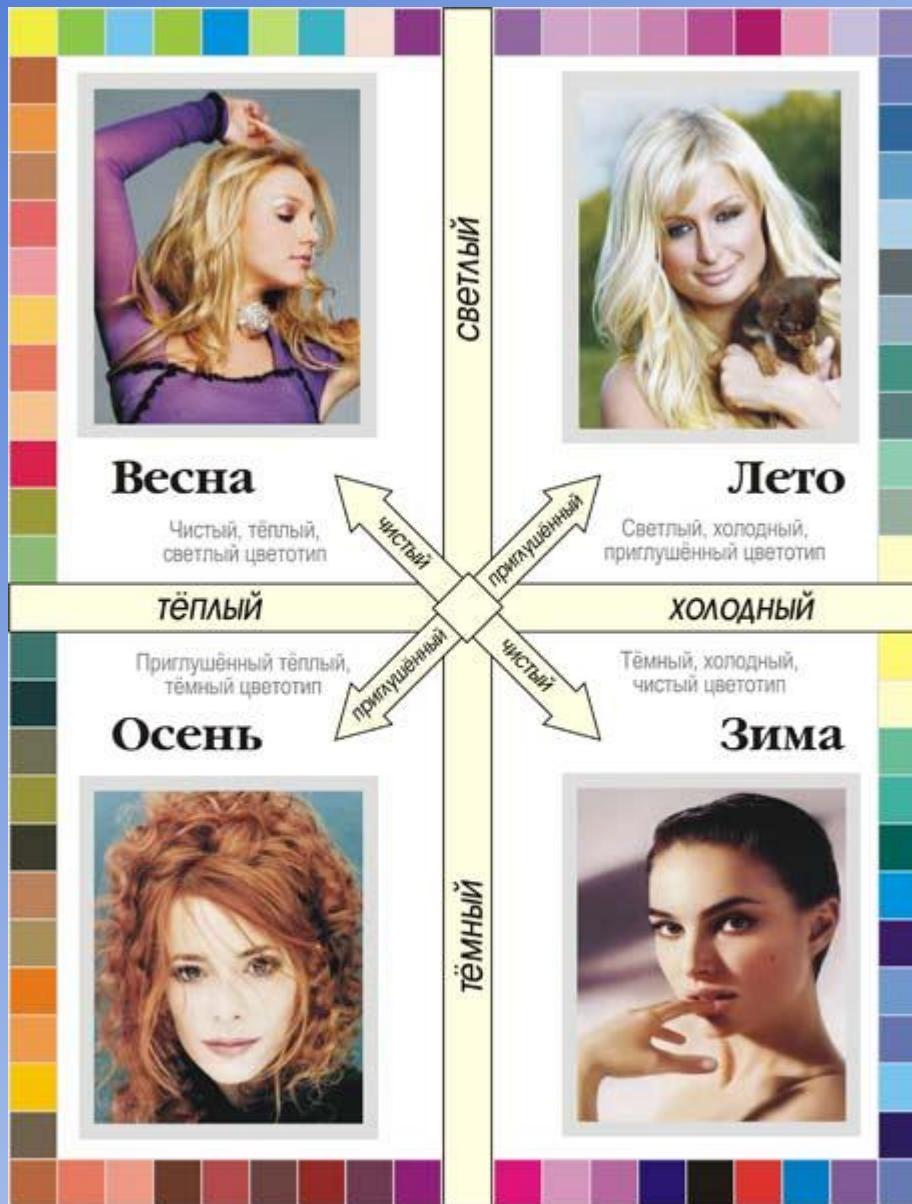 СВЕТЛЫЙ
Весна
Чистый, тёплый,
светлый цветотип
Лето
Светлый, холодный,
приглушённый цветотип
чистый
приглушённый
ТЁПЛЫЙ
ХОЛОДНЫЙ
приглушённый
чистый
Приглушённый тёплый,
тёмный цветотип
Осень
Тёмный, холодный,
чистый цветотип
Зима
ТЁМНЫЙ